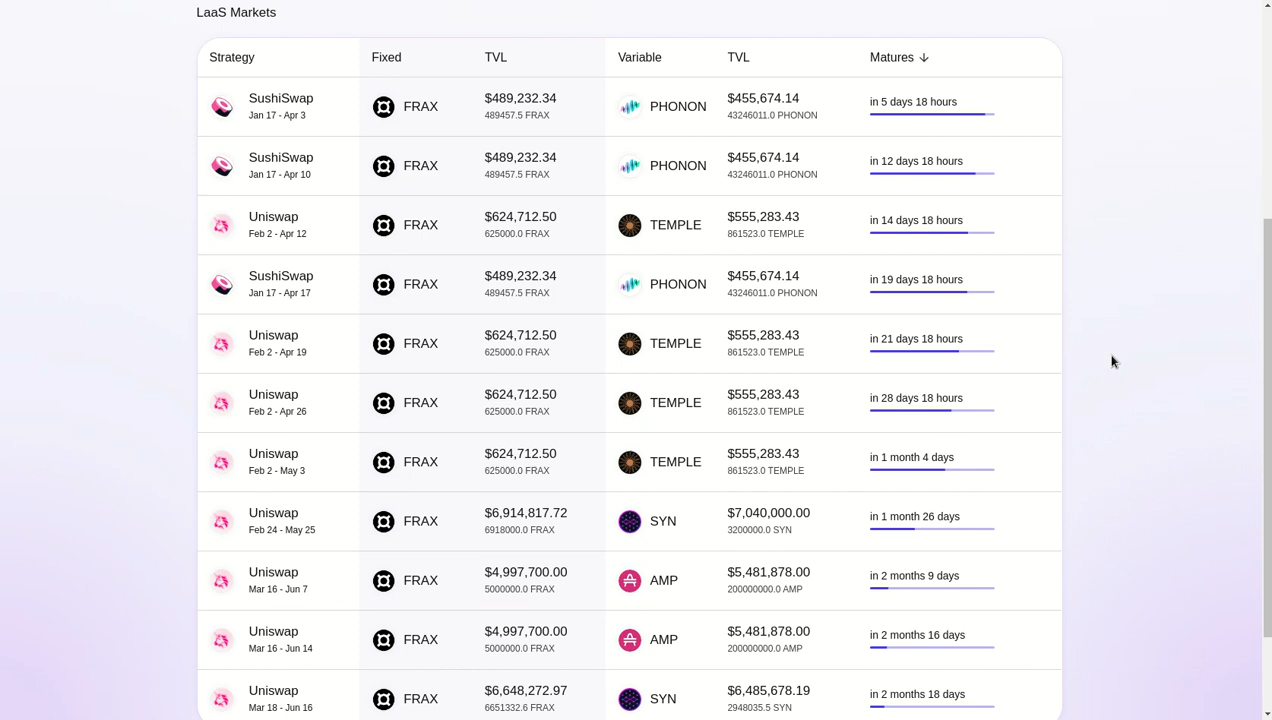 LaaS Markets
Strategy Fixed TVL Variable TVL Matures
SushiSwap FRAX $489,232.34 PHONON $455,674.14 in 5 days 18 hours
Jan 17 - Apr 3 489457.5 FRAX 43246011.0 PHONON
SushiSwap FRAX $489,232.34 PHONON $455,674.14 in 12 days 18 hours
Jan 17 - Apr 10 489457.5 FRAX 43246011.0 PHONON
Uniswap FRAX $624,712.50 TEMPLE $555,283.43 in 14 days 18 hours
Feb 2 - Apr 12 625000.0 FRAX 861523.0 TEMPLE
SushiSwap FRAX $489,232.34 PHONON $455,674.14 in 19 days 18 hours
Jan 17 - Apr 17 489457.5 FRAX 43246011.0 PHONON
Uniswap FRAX $624,712.50 TEMPLE $555,283.43 in 21 days 18 hours
Feb 2 - Apr 19 625000.0 FRAX 861523.0 TEMPLE
Uniswap FRAX $624,712.50 TEMPLE $555,283.43 in 28 days 18 hours
Feb 2 - Apr 26 625000.0 FRAX 861523.0 TEMPLE
Uniswap FRAX $624,712.50 TEMPLE $555,283.43 in 1 month 4 days
Feb 2 - May 3 625000.0 FRAX 861523.0 TEMPLE
Uniswap FRAX $6,914,817.72 SYN $7,040,000.00 in 1 month 26 days
Feb 24 - May 25 6918000.0 FRAX 3200000.0 SYN
Uniswap FRAX $4,997,700.00 AMP $5,481,878.00 in 2 months 9 days
Mar 16 - Jun 7 5000000.0 FRAX 200000000.0 AMP
Uniswap FRAX $4,997,700.00 AMP $5,481,878.00 in 2 months 16 days
Mar 16 - Jun 14 5000000.0 FRAX 200000000.0 AMP
Uniswap FRAX $6,648,272.97 SYN $6,485,678.19 in 2 months 18 days
Mar 18 - Jun 16 6651332.6 FRAX 2948035.5 SYN